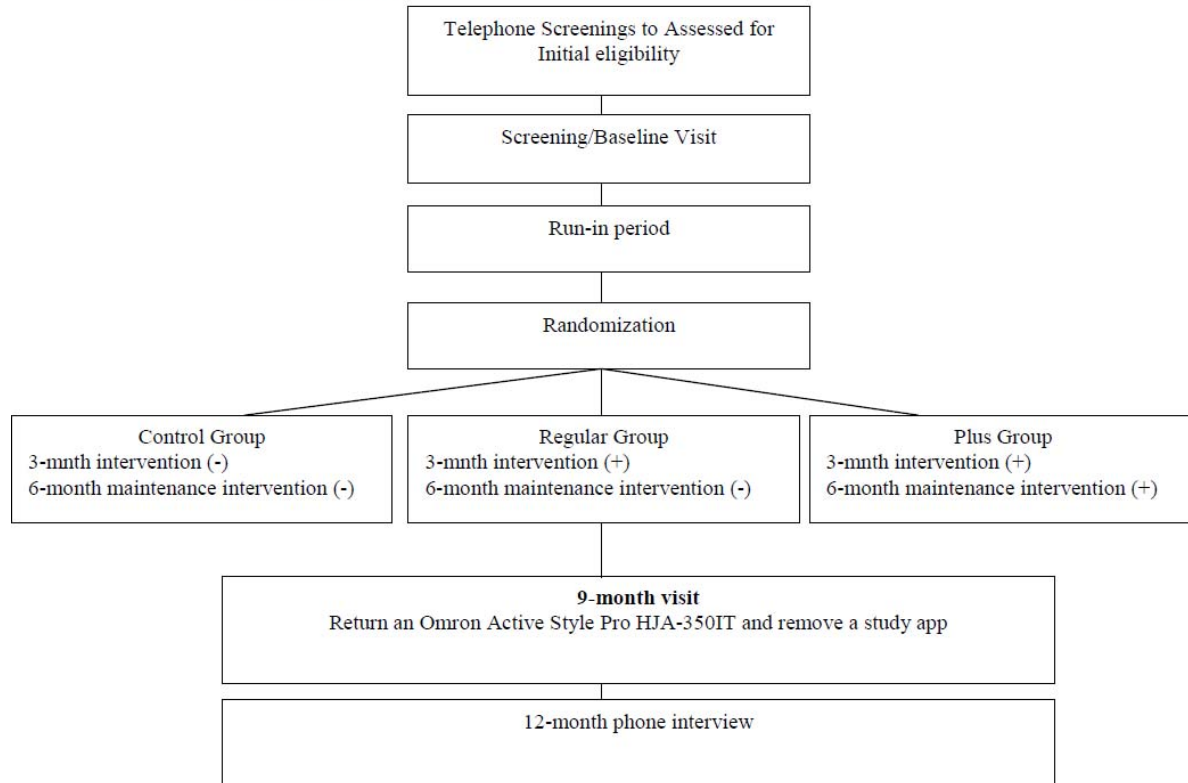 Telephone Screenings to Assessed for
Initial eligibility
Screening/Baseline Visit
Run-in period
Randomization
Control Group
3-mnth intervention (-)
6-month maintenance intervention (-)
Regular Group
3-mnth intervention (+)
6-month maintenance intervention (-)
Plus Group
3-mnth intervention (+)
6-month maintenance intervention (+)
9-month visit
Return an Omron Active Style Pro HJA-350IT and remove a study app
12-month phone interview